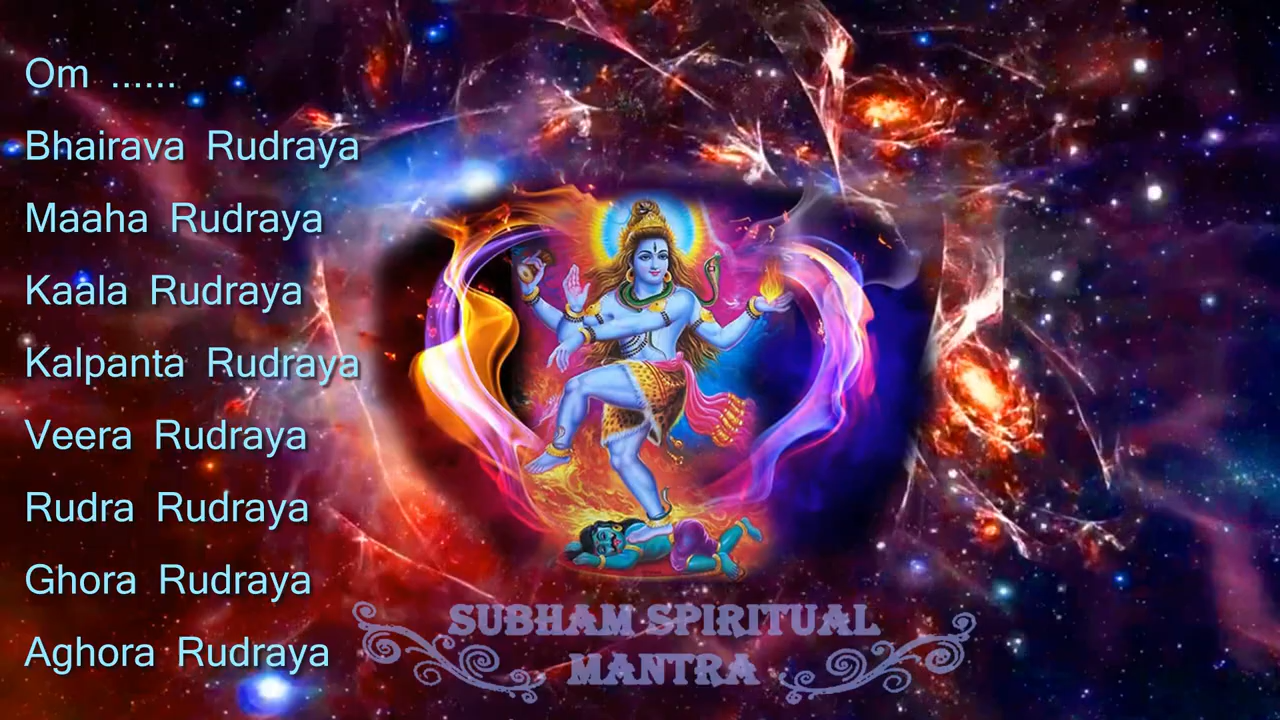 Om ......
Bhairava Rudraya
Maaha Rudraya
Kaala Rudraya
Kalpanta Rudraya
Veera Rudraya
Rudra Rudraya
Ghora Rudraya
Aghora Rudraya
SUBHAM SPIRITUAL
MANTRA